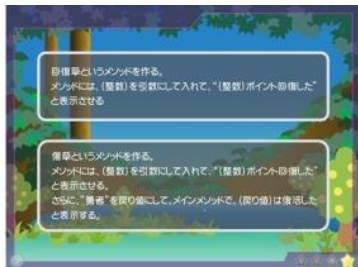 回復草というメソッドを作る。
メソッドには、(整数)を引数にして入れて、“(整数)ポイント回復した”
と表示させる
復草というメソッドを作る。
メソッドには、(整数)を引数にして入れて、“(整数)ポイント回復した”
と表示させる。
さらに、“勇者”を戻り値にして、メインメソッドで、(戻り値)は復活した
と表示する。